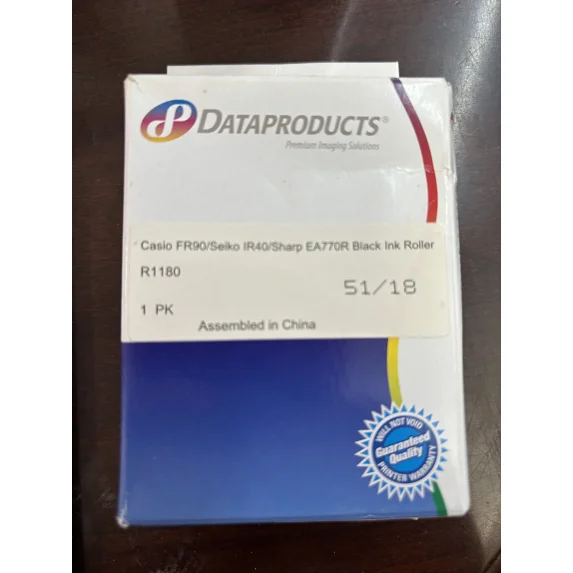 DATAPRODUCTS®
Premium Imaging Solutions
Casio FR90/Seiko IR40/Sharp EA770R Black Ink Roller
R1180
51/18
1 PK
Assembled in China
WILL NOT VOID
Guaranteed
Quality
PRINTER WARRANTY